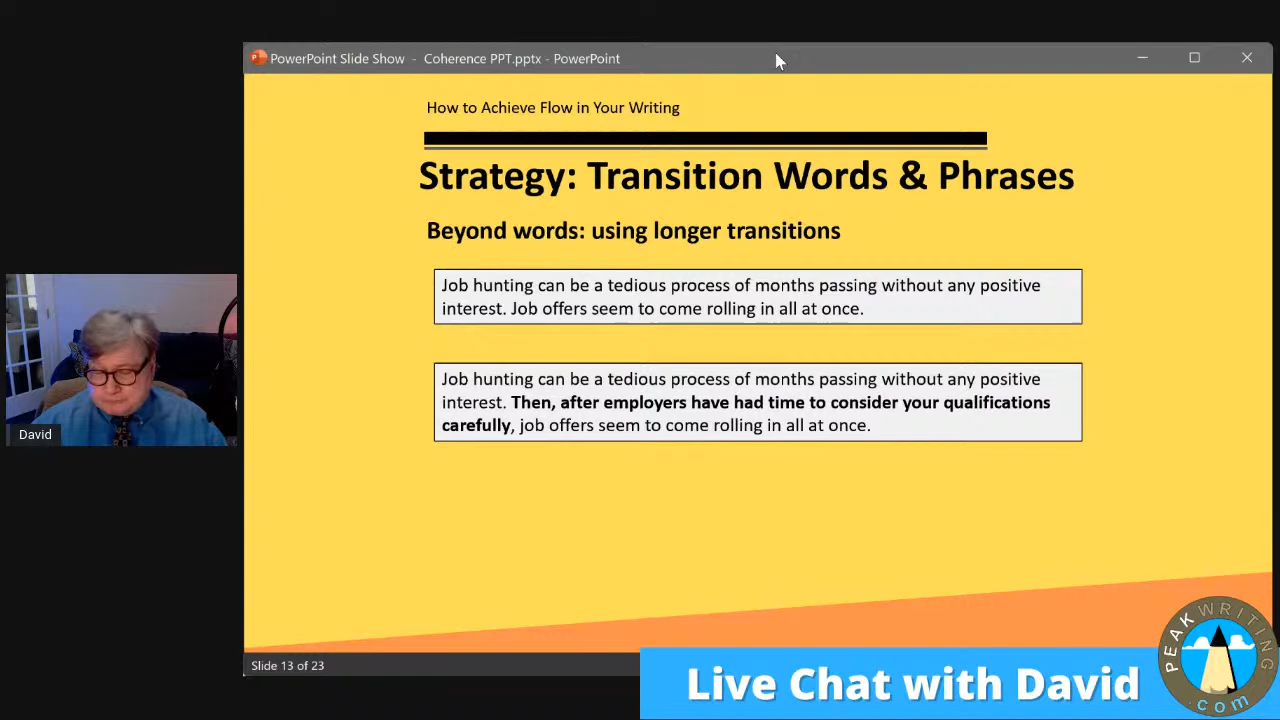 PowerPoint Slide Show - Coherence PPT.pptx - PowerPoint
How to Achieve Flow in Your Writing
Strategy: Transition Words & Phrases
Beyond words: using longer transitions
Job hunting can be a tedious process of months passing without any positive
interest. Job offers seem to come rolling in all at once.
Job hunting can be a tedious process of months passing without any positive
interest. Then, after employers have had time to consider your qualifications
carefully, job offers seem to come rolling in all at once.
David
Slide 13 of 23
Live Chat with David
PEAKWRITING
.com